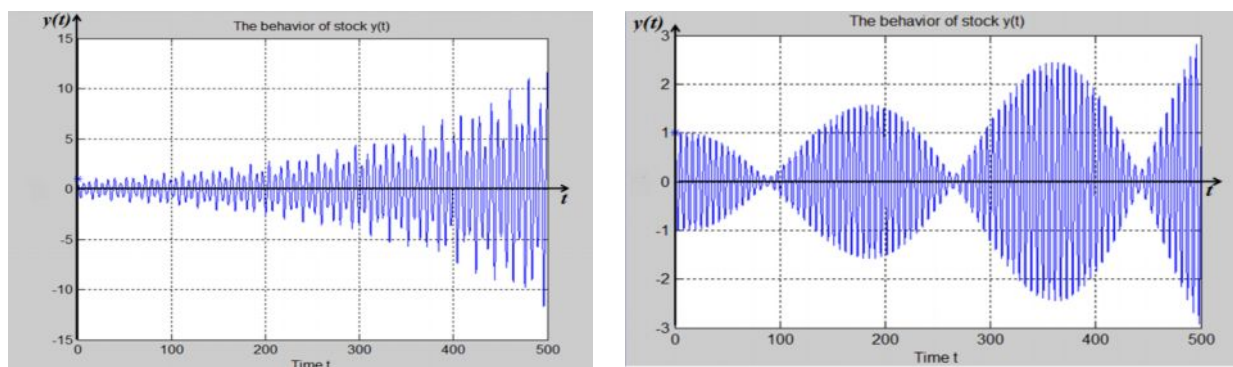 y(t)
The behavior of stock y(t)
15
10
5
0
-5
-10
-15
0 100 200 300 400 500
t
Time t
y(t)
The behavior of stock y(t)
3
2
1
0
-1
-2
-3
0 100 200 300 400 500
t
Time t